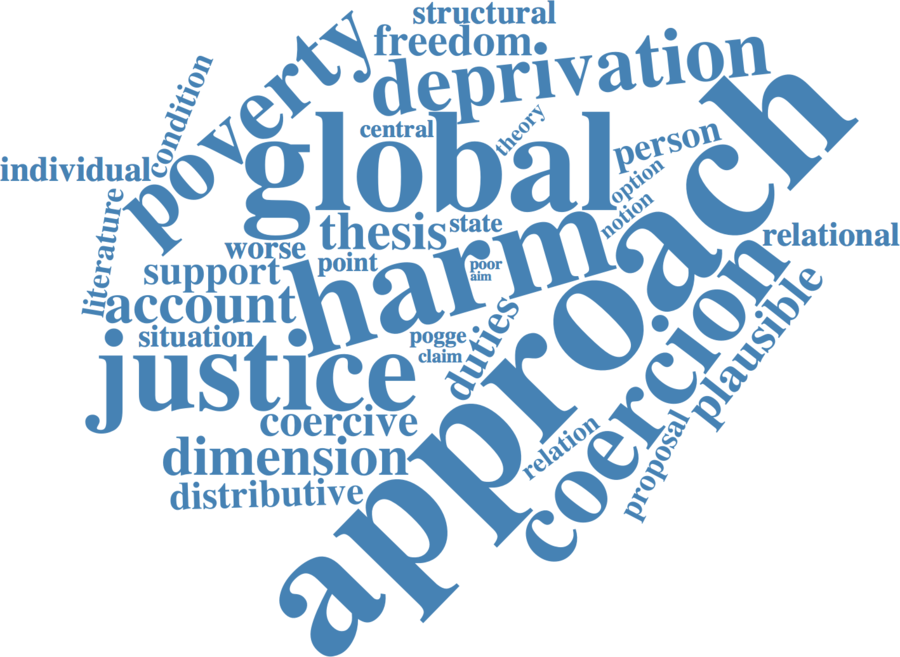 structural
freedom
poverty
deprivation
condition
central
theory
global
approach
person
individual
option
notion
literature
thesis
state
worse
relational
support
point
harm
poor
aim
account
situation
pogge
claim
duties
coercion
plausible
justice
coercive
dimension
relation
proposal
distributive